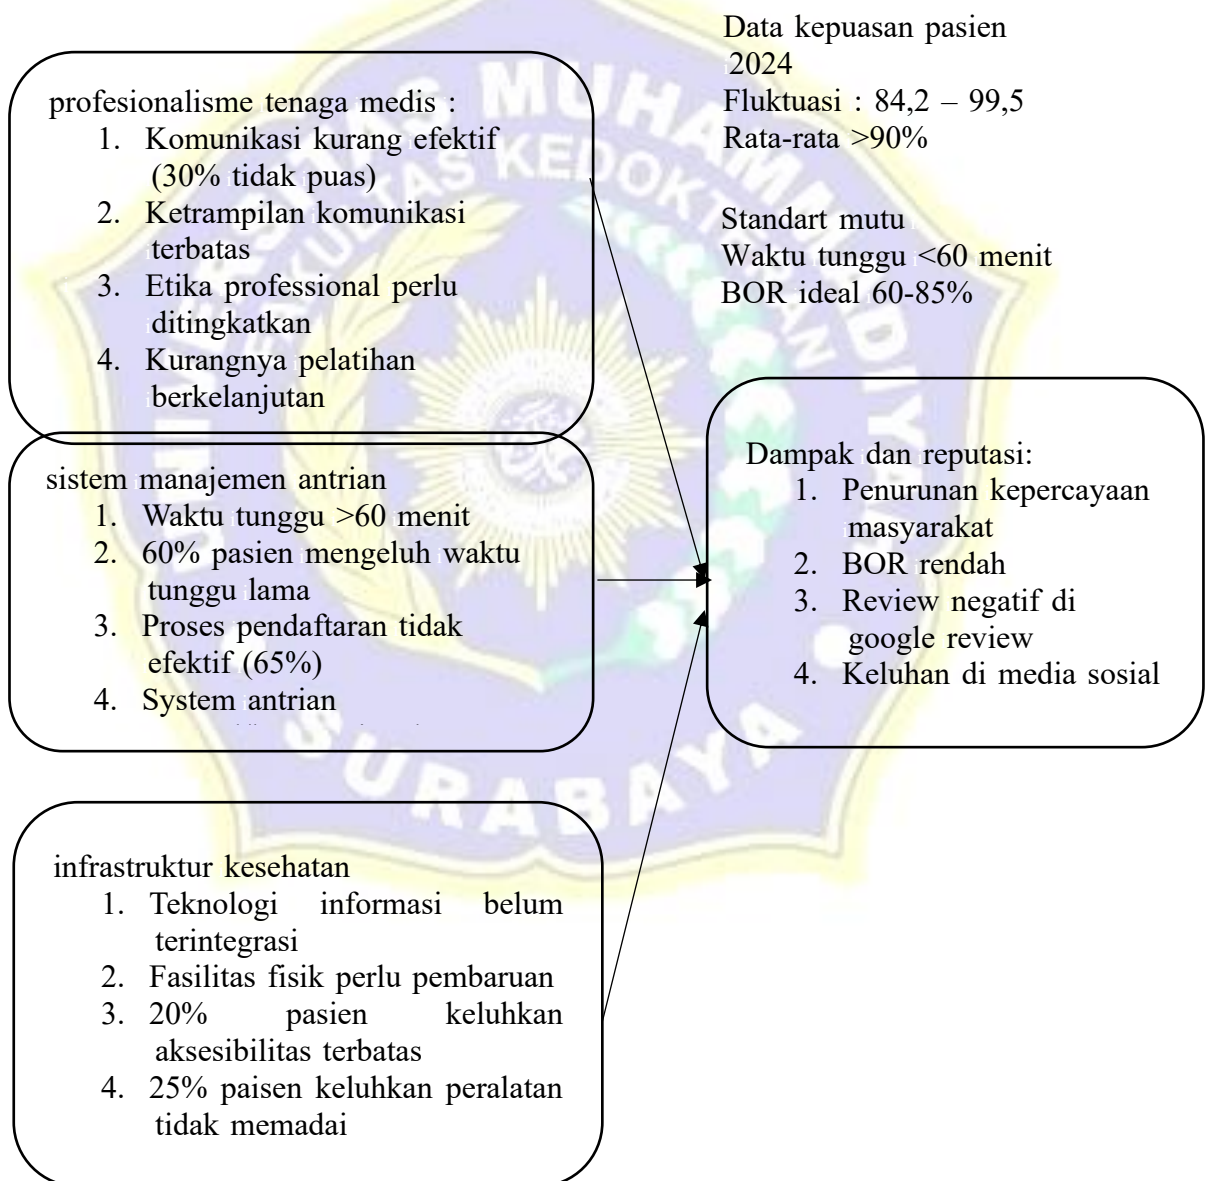 Data kepuasan pasien
2024
Fluktuasi : 84,2 – 99,5
Rata-rata >90%
Standart mutu
Waktu tunggu <60 menit
BOR ideal 60-85%
profesionalisme tenaga medis :
1. Komunikasi kurang efektif
(30% tidak puas)
2. Ketrampilan komunikasi
terbatas
3. Etika professional perlu
ditingkatkan
4. Kurangnya pelatihan
berkelanjutan
sistem manajemen antrian
1. Waktu tunggu >60 menit
2. 60% pasien mengeluh waktu
tunggu lama
3. Proses pendaftaran tidak
efektif (65%)
4. System antrian
Dampak dan reputasi:
1. Penurunan kepercayaan
masyarakat
2. BOR rendah
3. Review negatif di
google review
4. Keluhan di media sosial
infrastruktur kesehatan
1. Teknologi informasi belum
terintegrasi
2. Fasilitas fisik perlu pembaruan
3. 20% pasien keluhkan
aksesibilitas terbatas
4. 25% paisen keluhkan peralatan
tidak memadai
UNIVERSITAS MUHAMMADIYAH
FAKULTAS KEDOKTERAN
SURABAYA